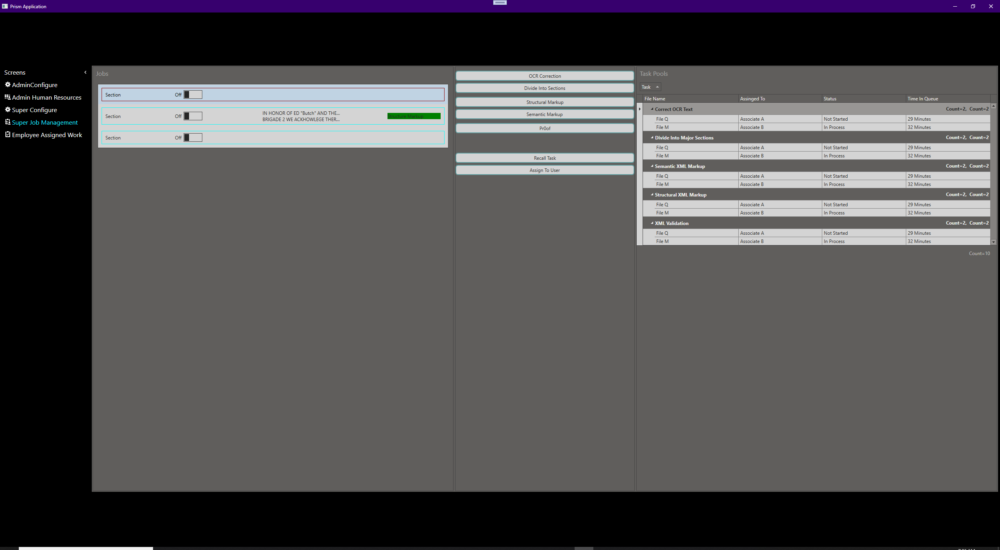 Prism Application
Screens
AdminConfigure
Admin Human Resources
Super Configure
Super Job Management
Employee Assigned Work
Jobs
Section Off
Section Off IN HONOR OF ED "Butch" AND THE... Structure Markup
BRIGADE 2 WE ACKHOWLEGE THER...
Section Off
OCR Correction
Divide Into Sections
Structural Markup
Semantic Markup
Pr0of
Recall Task
Assign To User
Task Pools
Task
File Name Assinged To Status Time In Queue
Correct OCR Text Count=2, Count=2
File Q Associate A Not Started 29 Minutes
File M Associate B In Process 32 Minutes
Divide Into Major Sections Count=2, Count=2
File Q Associate A Not Started 29 Minutes
File M Associate B In Process 32 Minutes
Semantic XML Markup Count=2, Count=2
File Q Associate A Not Started 29 Minutes
File M Associate B In Process 32 Minutes
Structural XML Markup Count=2, Count=2
File Q Associate A Not Started 29 Minutes
File M Associate B In Process 32 Minutes
XML Validation Count=2, Count=2
File Q Associate A Not Started 29 Minutes
File M Associate B In Process 32 Minutes
Count=10